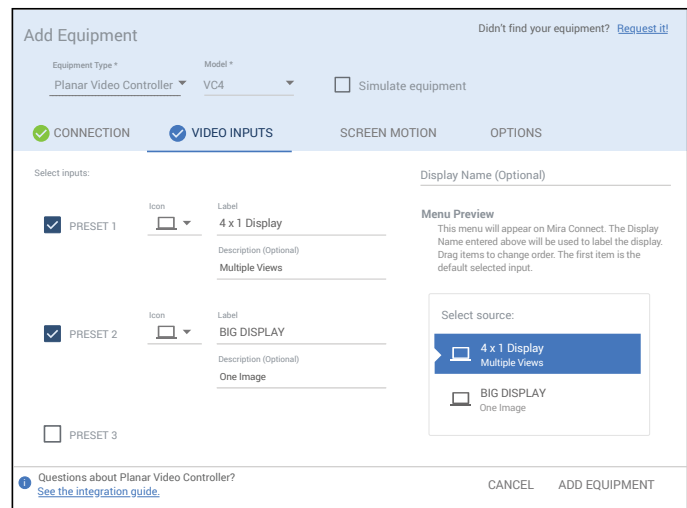 Add Equipment
Didn't find your equipment? Request it!
Equipment Type *
Model *
Planar Video Controller
VC4
Simulate equipment
CONNECTION
VIDEO INPUTS
SCREEN MOTION
OPTIONS
Select inputs:
Display Name (Optional)
PRESET 1
Icon
Label
4 x 1 Display
Description (Optional)
Multiple Views
Menu Preview
This menu will appear on Mira Connect. The Display
Name entered above will be used to label the display.
Drag items to change order. The first item is the
default selected input.
PRESET 2
Icon
Label
BIG DISPLAY
Description (Optional)
One Image
Select source:
4 x 1 Display
Multiple Views
BIG DISPLAY
One Image
PRESET 3
Questions about Planar Video Controller?
See the integration guide.
CANCEL
ADD EQUIPMENT